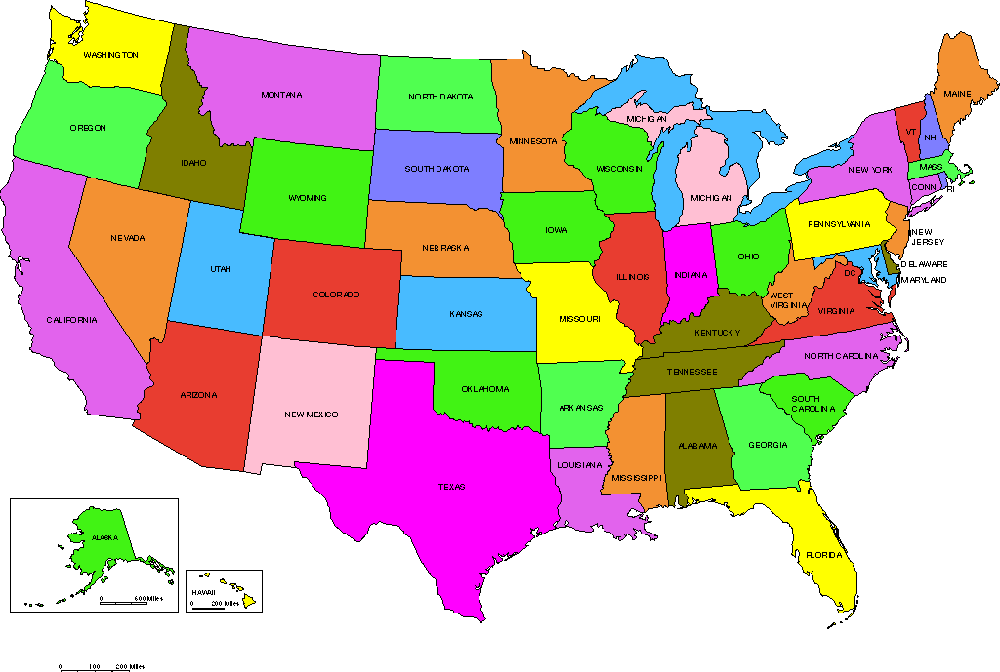 WASHINGTON
MONTANA
NORTH DAKOTA
MINNESOTA
MICHIGAN
MAINE
VT
NH
OREGON
IDAHO
SOUTH DAKOTA
WISCONSIN
NEW YORK
MASS
CONN
RI
WYOMING
MICHIGAN
NEVADA
NEBRASKA
IOWA
PENNSYLVANIA
NEW
JERSEY
UTAH
COLORADO
ILLINOIS
INDIANA
OHIO
DELAWARE
DC
MARYLAND
CALIFORNIA
KANSAS
MISSOURI
WEST
VIRGINIA
VIRGINIA
KENTUCKY
NORTH CAROLINA
ARIZONA
NEW MEXICO
OKLAHOMA
ARKANSAS
TENNESSEE
SOUTH
CAROLINA
TEXAS
LOUISIANA
MISSISSIPPI
ALABAMA
GEORGIA
FLORIDA
ALASKA
0 600 Miles
HAWAII
0 200 Miles
0 100 200 Miles